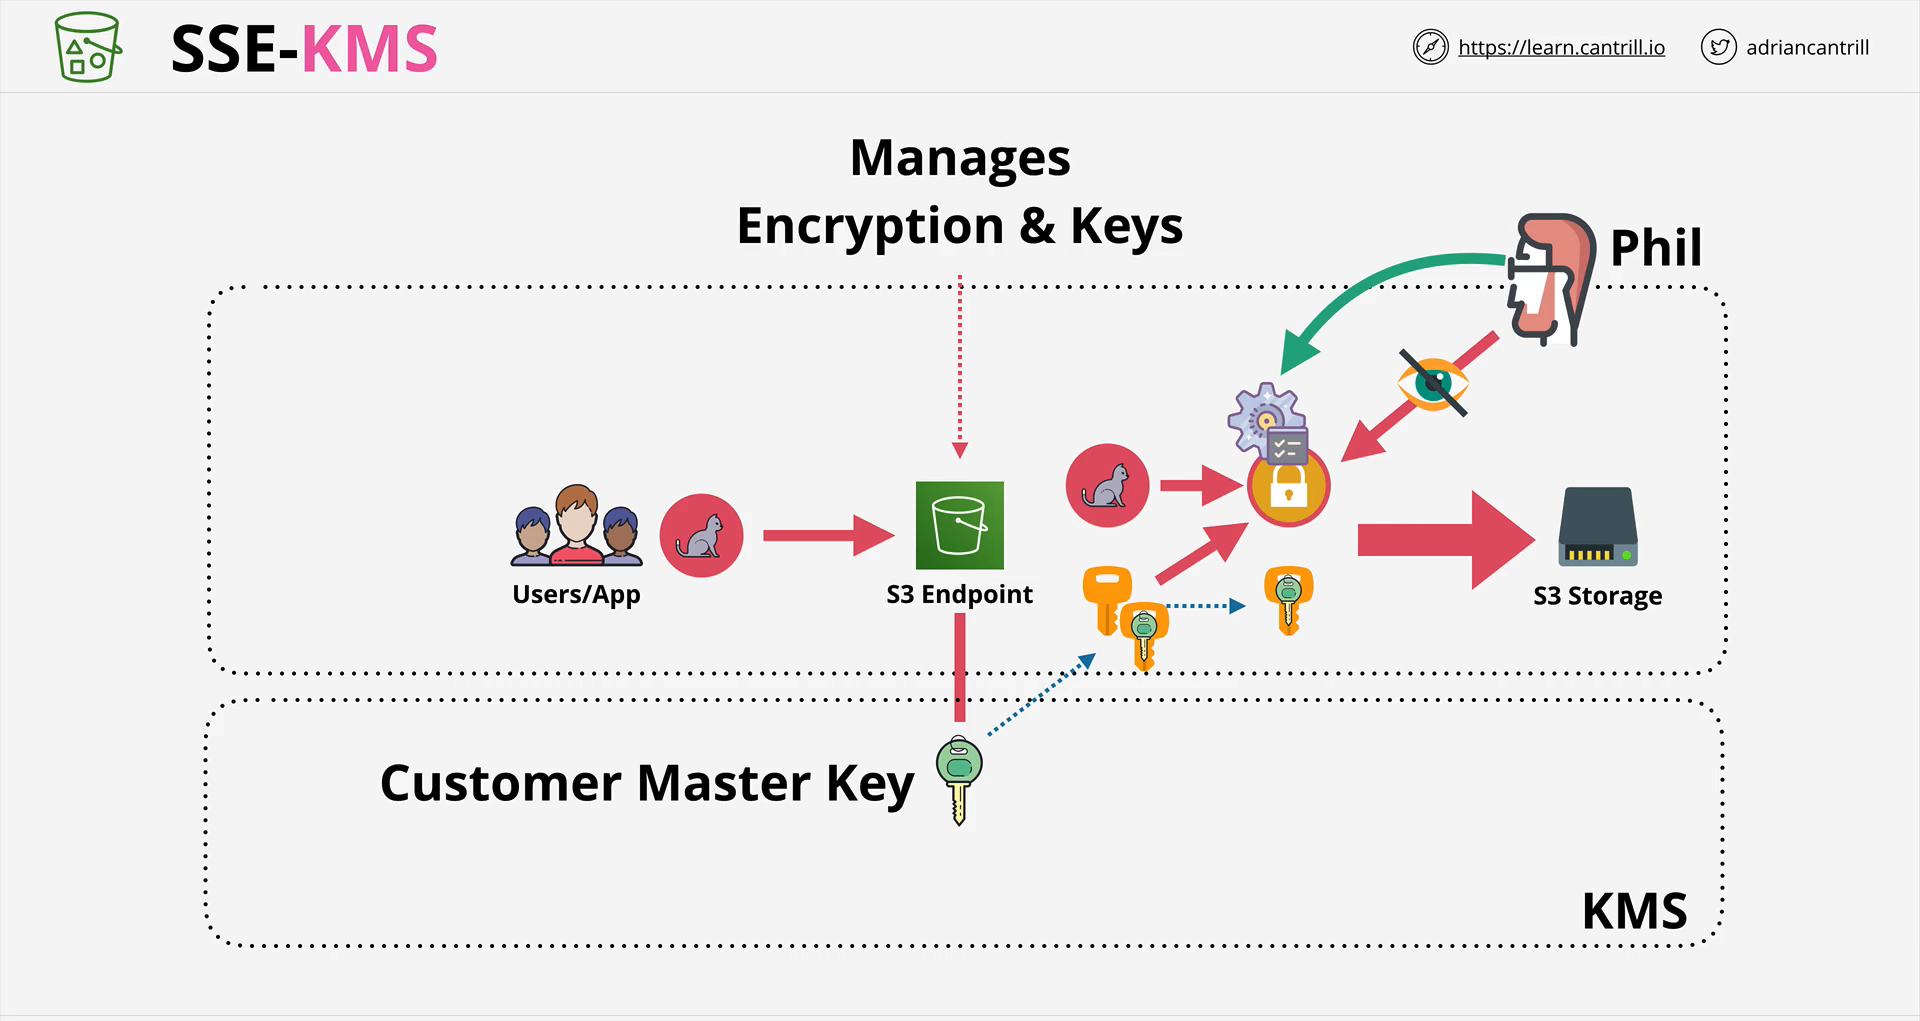 SSE-KMS
https://learn.cantrill.io
adriancantrill
Manages
Encryption & Keys
Phil
Users/App
S3 Endpoint
S3 Storage
Customer Master Key
KMS